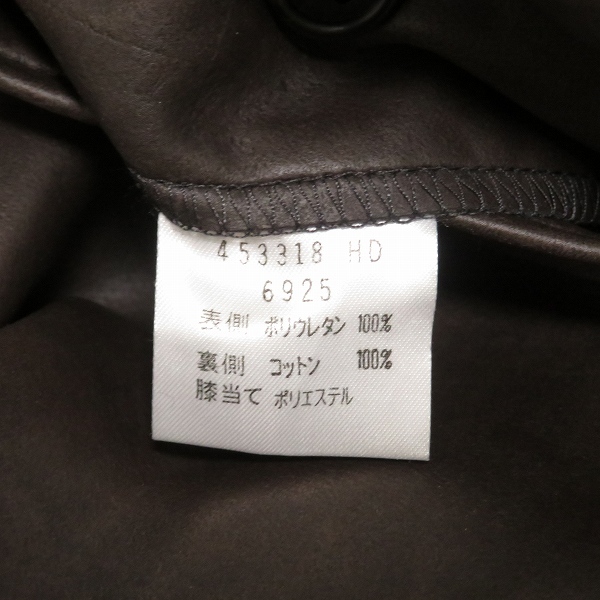 453318 HD
6925
表側 ポリウレタン 100%
裏側 コットン 100%
膝当て ポリエステル